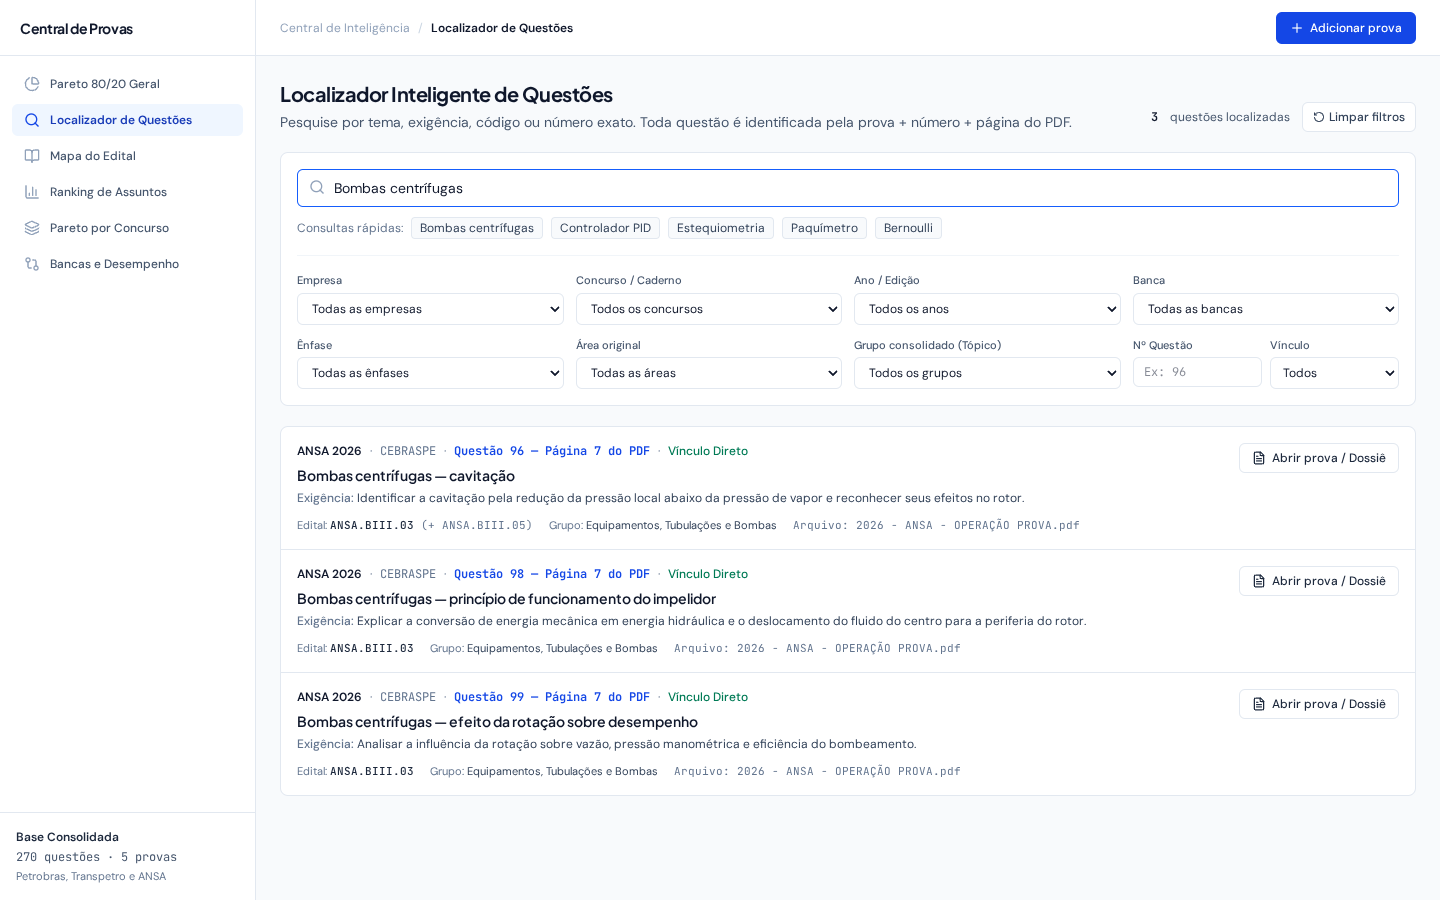 Central de Provas
Central de Inteligência / Localizador de Questões
Adicionar prova
Pareto 80/20 Geral
Localizador de Questões
Mapa do Edital
Ranking de Assuntos
Pareto por Concurso
Bancas e Desempenho
Base Consolidada
270 questões · 5 provas
Petrobras, Transpetro e ANSA
Localizador Inteligente de Questões
Pesquise por tema, exigência, código ou número exato. Toda questão é identificada pela prova + número + página do PDF.
3 questões localizadas
Limpar filtros
Bombas centrífugas
Consultas rápidas: Bombas centrífugas Controlador PID Estequiometria Paquímetro Bernoulli
Empresa Concurso / Caderno Ano / Edição Banca
Todas as empresas Todos os concursos Todos os anos Todas as bancas
Ênfase Área original Grupo consolidado (Tópico) Nº Questão Vínculo
Todas as ênfases Todas as áreas Todos os grupos Ex: 96 Todos
ANSA 2026 · CEBRASPE · Questão 96 — Página 7 do PDF · Vínculo Direto
Abrir prova / Dossiê
Bombas centrífugas — cavitação
Exigência: Identificar a cavitação pela redução da pressão local abaixo da pressão de vapor e reconhecer seus efeitos no rotor.
Edital: ANSA.BIII.03 (+ ANSA.BIII.05) Grupo: Equipamentos, Tubulações e Bombas Arquivo: 2026 - ANSA - OPERAÇÃO PROVA.pdf
ANSA 2026 · CEBRASPE · Questão 98 — Página 7 do PDF · Vínculo Direto
Abrir prova / Dossiê
Bombas centrífugas — princípio de funcionamento do impelidor
Exigência: Explicar a conversão de energia mecânica em energia hidráulica e o deslocamento do fluido do centro para a periferia do rotor.
Edital: ANSA.BIII.03 Grupo: Equipamentos, Tubulações e Bombas Arquivo: 2026 - ANSA - OPERAÇÃO PROVA.pdf
ANSA 2026 · CEBRASPE · Questão 99 — Página 7 do PDF · Vínculo Direto
Abrir prova / Dossiê
Bombas centrífugas — efeito da rotação sobre desempenho
Exigência: Analisar a influência da rotação sobre vazão, pressão manométrica e eficiência do bombeamento.
Edital: ANSA.BIII.03 Grupo: Equipamentos, Tubulações e Bombas Arquivo: 2026 - ANSA - OPERAÇÃO PROVA.pdf